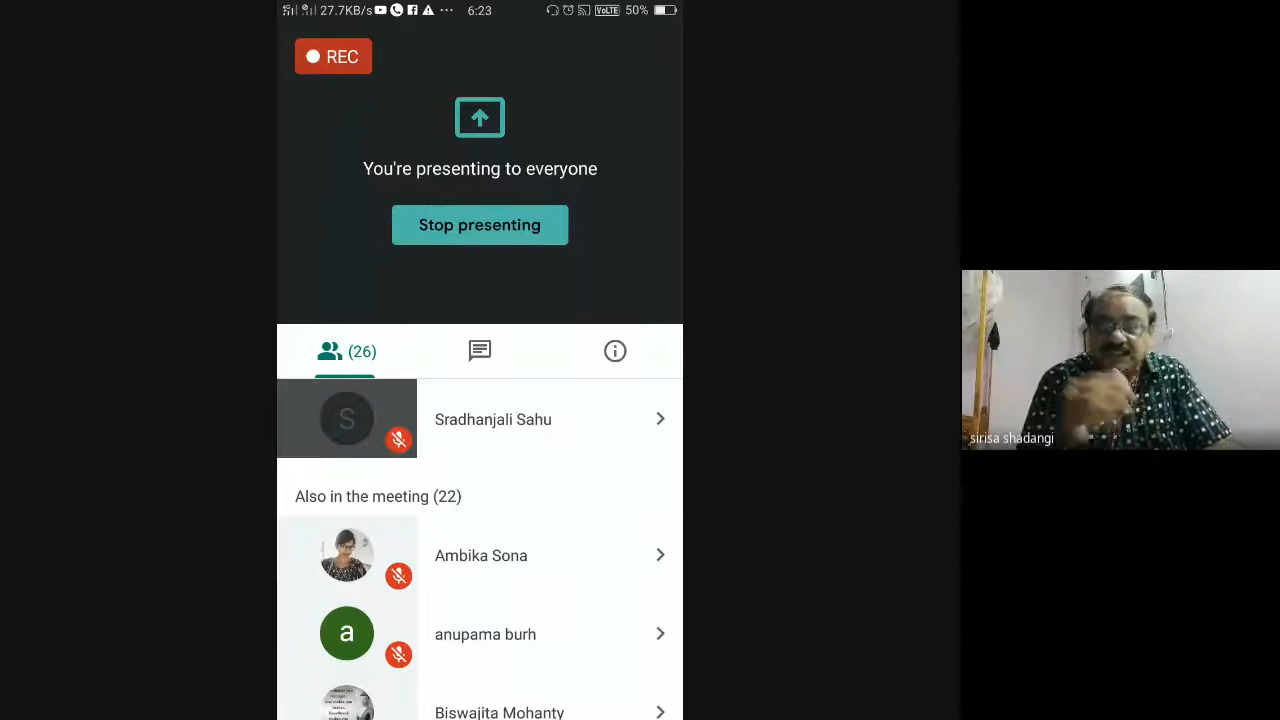 27.7KB/s ... 6:23 VoLTE 50%
REC
You're presenting to everyone
Stop presenting
(26)
S
Sradhanjali Sahu
Also in the meeting (22)
Ambika Sona
a
anupama burh
Biswajita Mohanty
sirisa shadangi